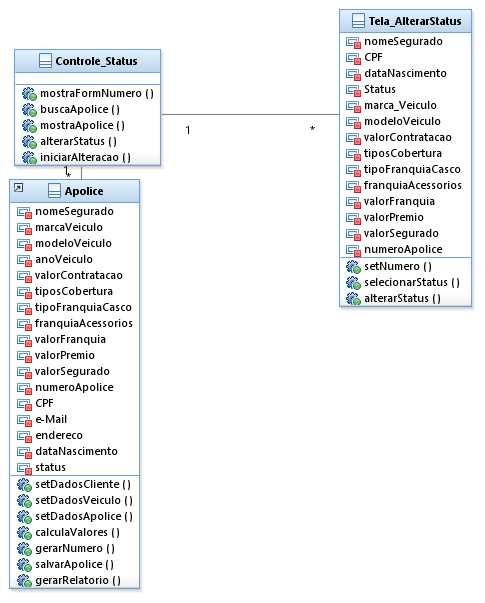 Controle_Status
mostraFormNumero ( )
buscaApolice ( )
mostraApolice ( )
alterarStatus ( )
iniciarAlteracao ( )
1
*
1
*
Tela_AlterarStatus
nomeSegurado
CPF
dataNascimento
Status
marca_Veiculo
modeloVeiculo
valorContratacao
tiposCobertura
tipoFranquiaCasco
franquiaAcessorios
valorFranquia
valorPremio
valorSegurado
numeroApolice
setNumero ( )
selecionarStatus ( )
alterarStatus ( )
Apolice
nomeSegurado
marcaVeiculo
modeloVeiculo
anoVeiculo
valorContratacao
tiposCobertura
tipoFranquiaCasco
franquiaAcessorios
valorFranquia
valorPremio
valorSegurado
numeroApolice
CPF
e-Mail
endereco
dataNascimento
status
setDadosCliente ( )
setDadosVeiculo ( )
setDadosApolice ( )
calculaValores ( )
gerarNumero ( )
salvarApolice ( )
gerarRelatorio ( )